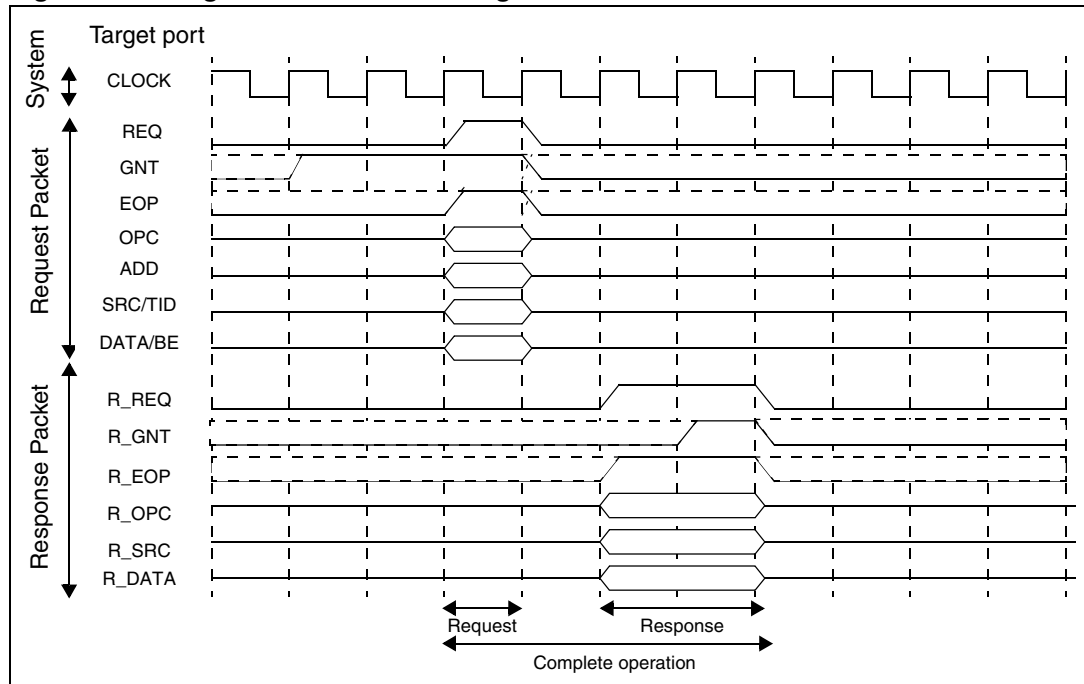 Target port
System
CLOCK
Request Packet
REQ
GNT
EOP
OPC
ADD
SRC/TID
DATA/BE
Response Packet
R_REQ
R_GNT
R_EOP
R_OPC
R_SRC
R_DATA
Request
Response
Complete operation